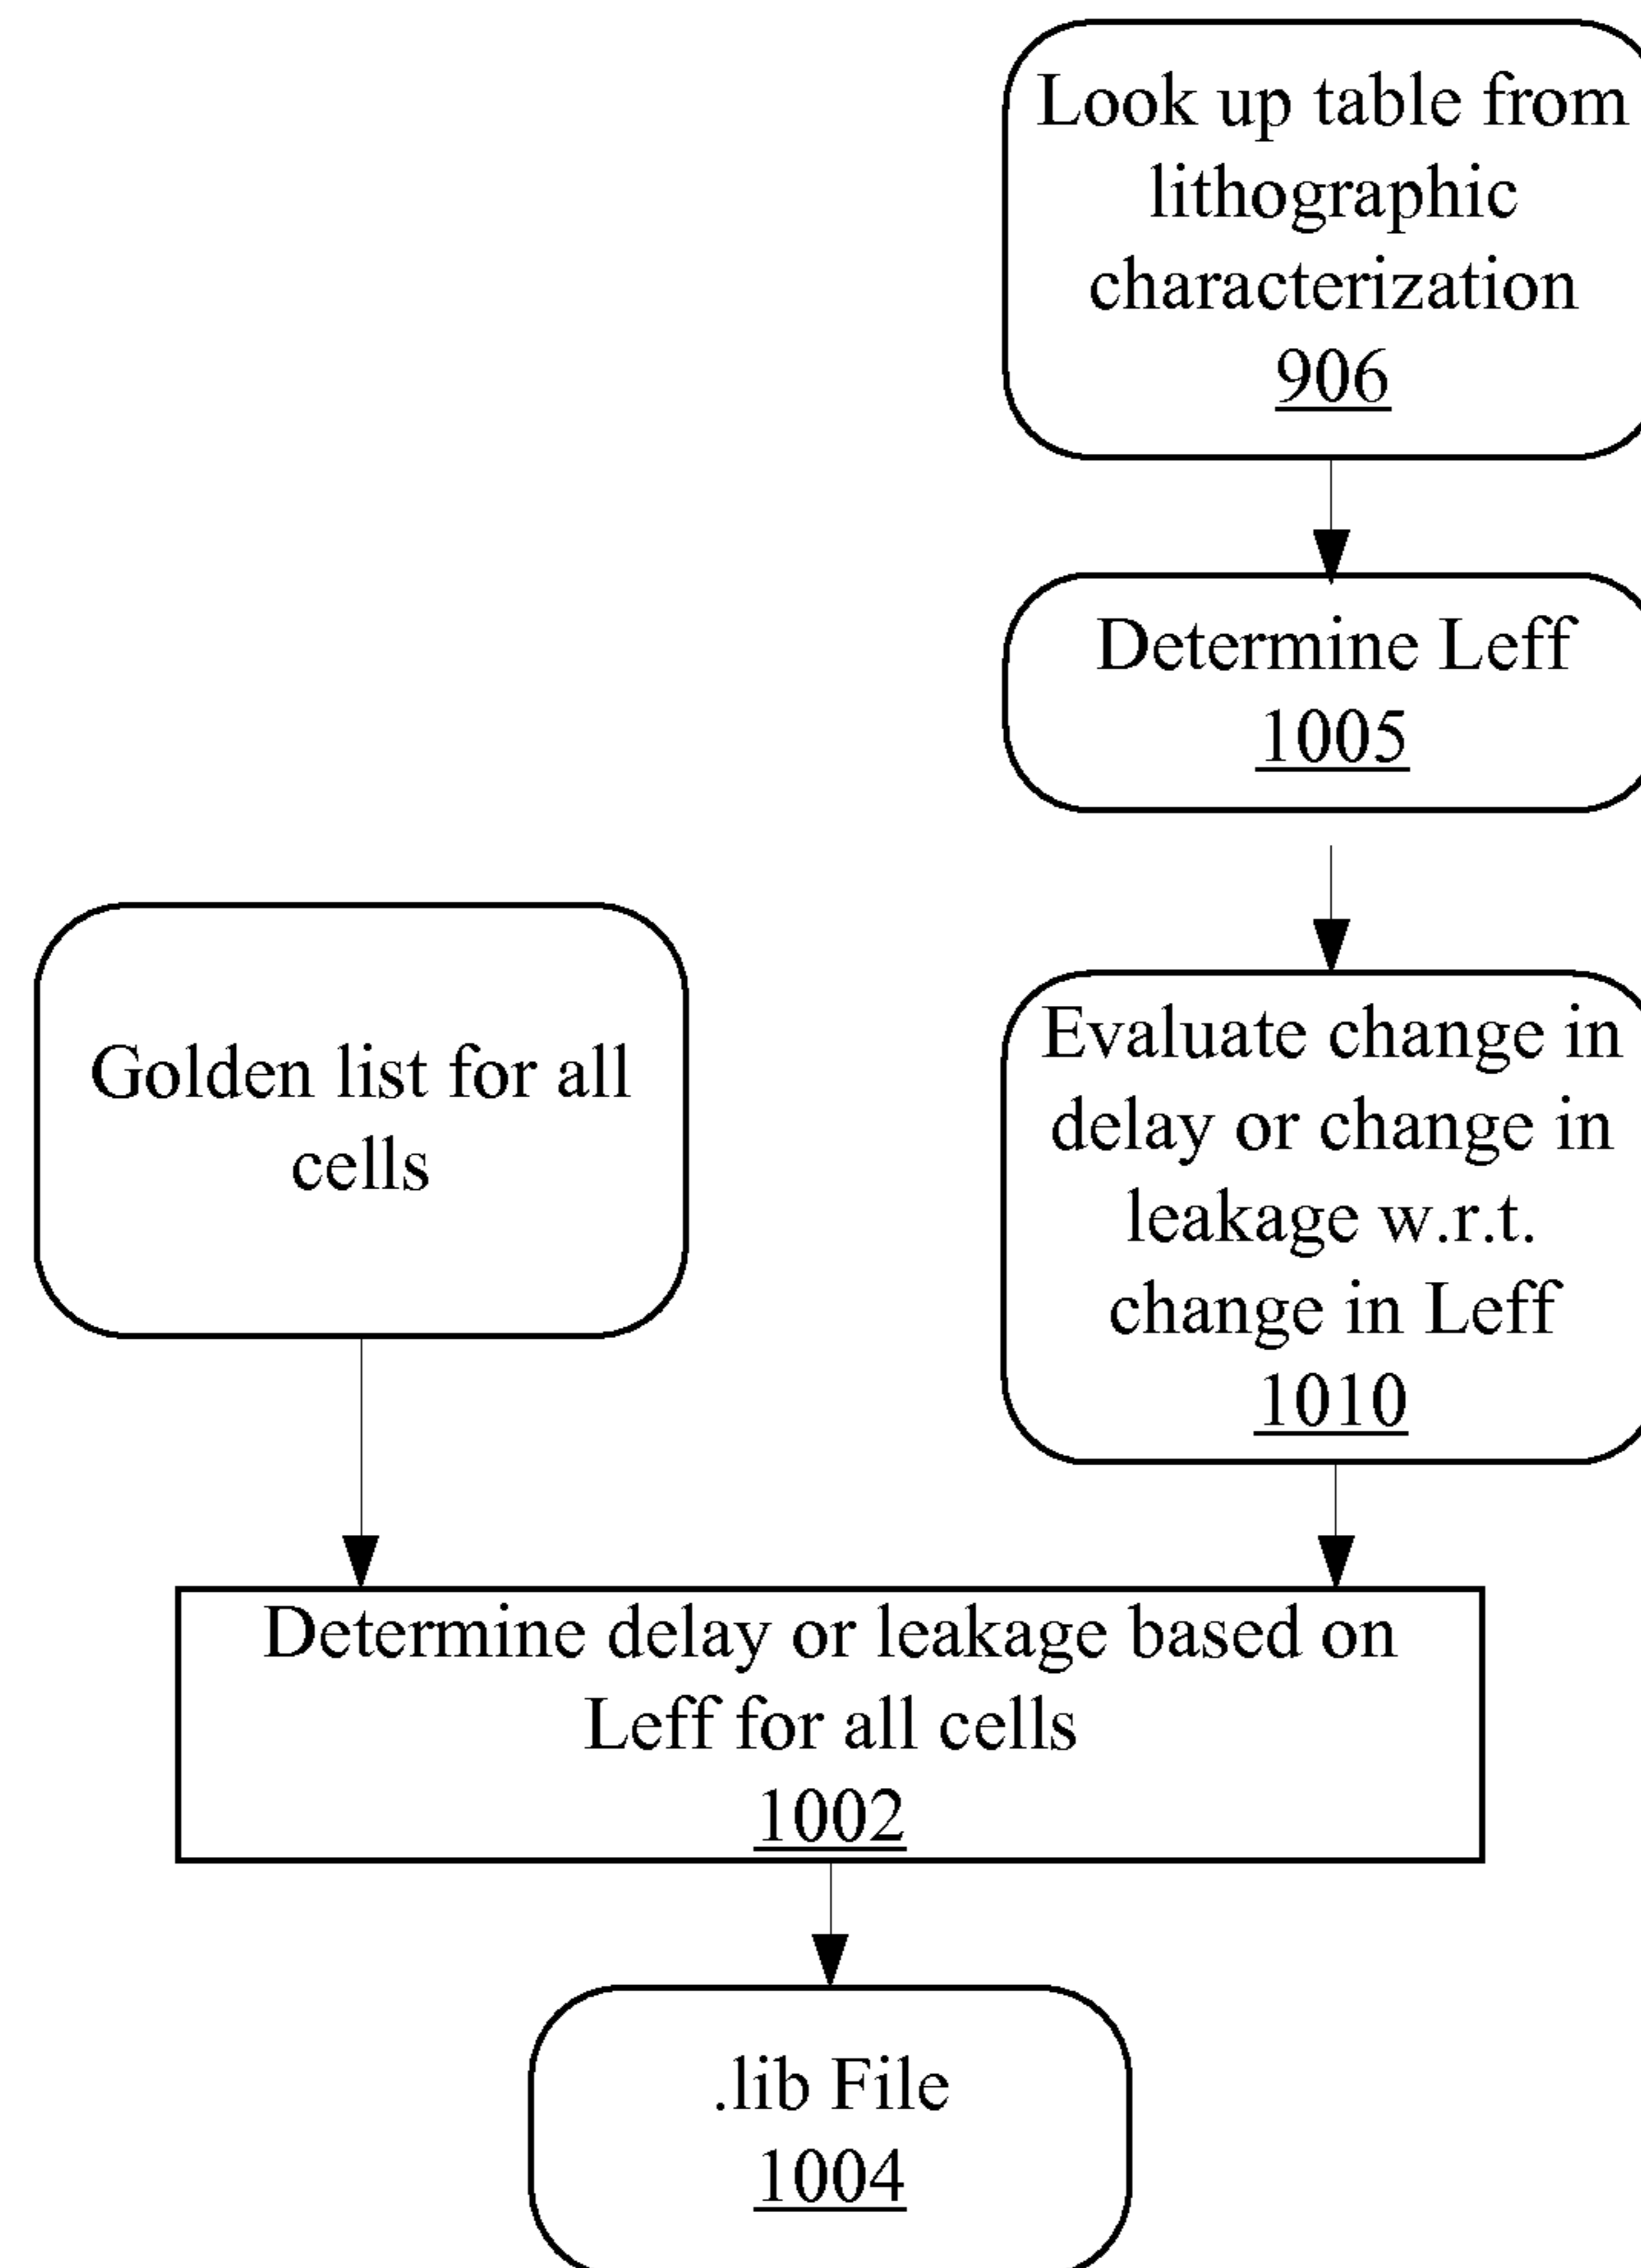 Look up table from
lithographic
characterization
906
Determine Leff
1005
Golden list for all
cells
Evaluate change in
delay or change in
leakage w.r.t.
change in Leff
1010
Determine delay or leakage based on
Leff for all cells
1002
.lib File
1004